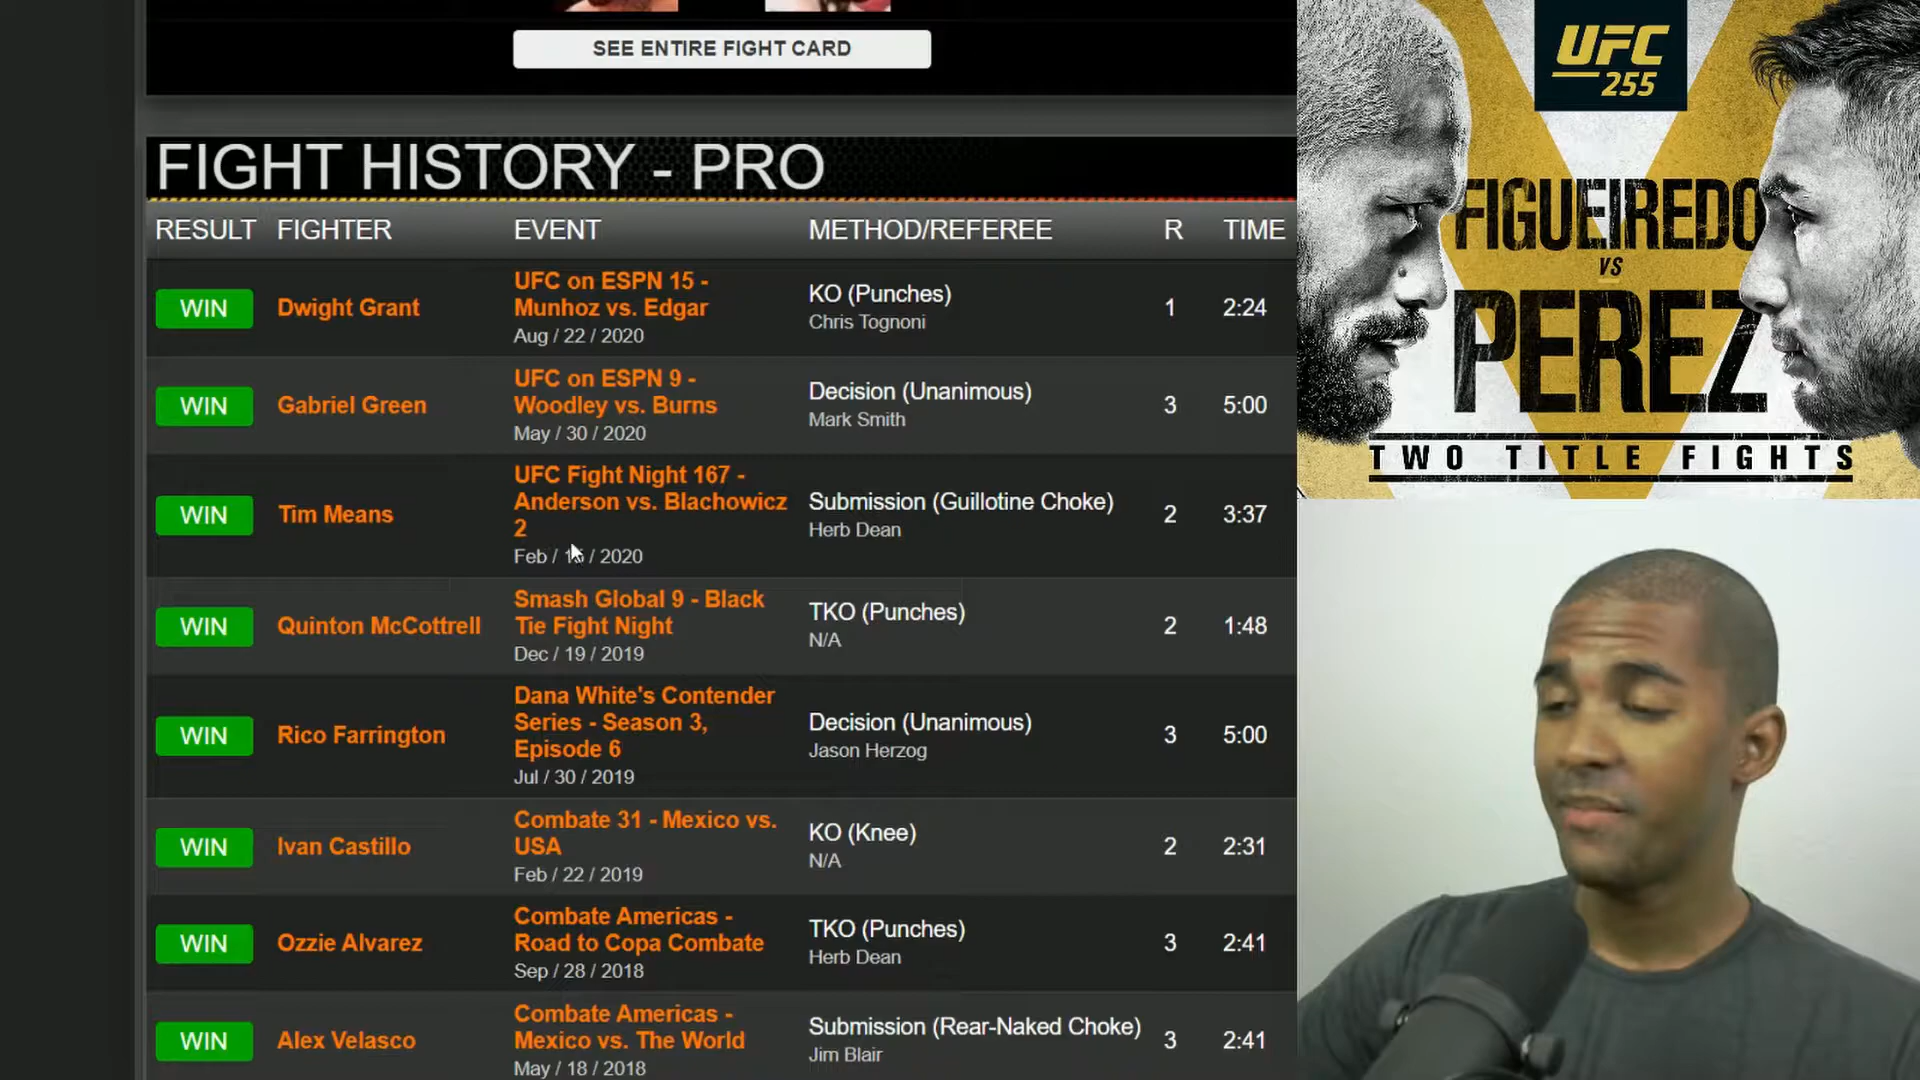 SEE ENTIRE FIGHT CARD
FIGHT HISTORY - PRO
RESULT FIGHTER EVENT METHOD/REFEREE R TIME
WIN Dwight Grant UFC on ESPN 15 - KO (Punches) 1 2:24
Munhoz vs. Edgar Chris Tognoni
Aug / 22 / 2020
WIN Gabriel Green UFC on ESPN 9 - Decision (Unanimous) 3 5:00
Woodley vs. Burns Mark Smith
May / 30 / 2020
WIN Tim Means UFC Fight Night 167 - Submission (Guillotine Choke) 2 3:37
Anderson vs. Blachowicz Herb Dean
2
Feb / / 2020
WIN Quinton McCottrell Smash Global 9 - Black TKO (Punches) 2 1:48
Tie Fight Night N/A
Dec / 19 / 2019
WIN Rico Farrington Dana White's Contender Decision (Unanimous) 3 5:00
Series - Season 3, Jason Herzog
Episode 6
Jul / 30 / 2019
WIN Ivan Castillo Combate 31 - Mexico vs. KO (Knee) 2 2:31
USA N/A
Feb / 22 / 2019
WIN Ozzie Alvarez Combate Americas - TKO (Punches) 3 2:41
Road to Copa Combate Herb Dean
Sep / 28 / 2018
WIN Alex Velasco Combate Americas - Submission (Rear-Naked Choke) 3 2:41
Mexico vs. The World Jim Blair
May / 18 / 2018
UFC
255
FIGUEIREDO
VS
PEREZ
TWO TITLE FIGHTS